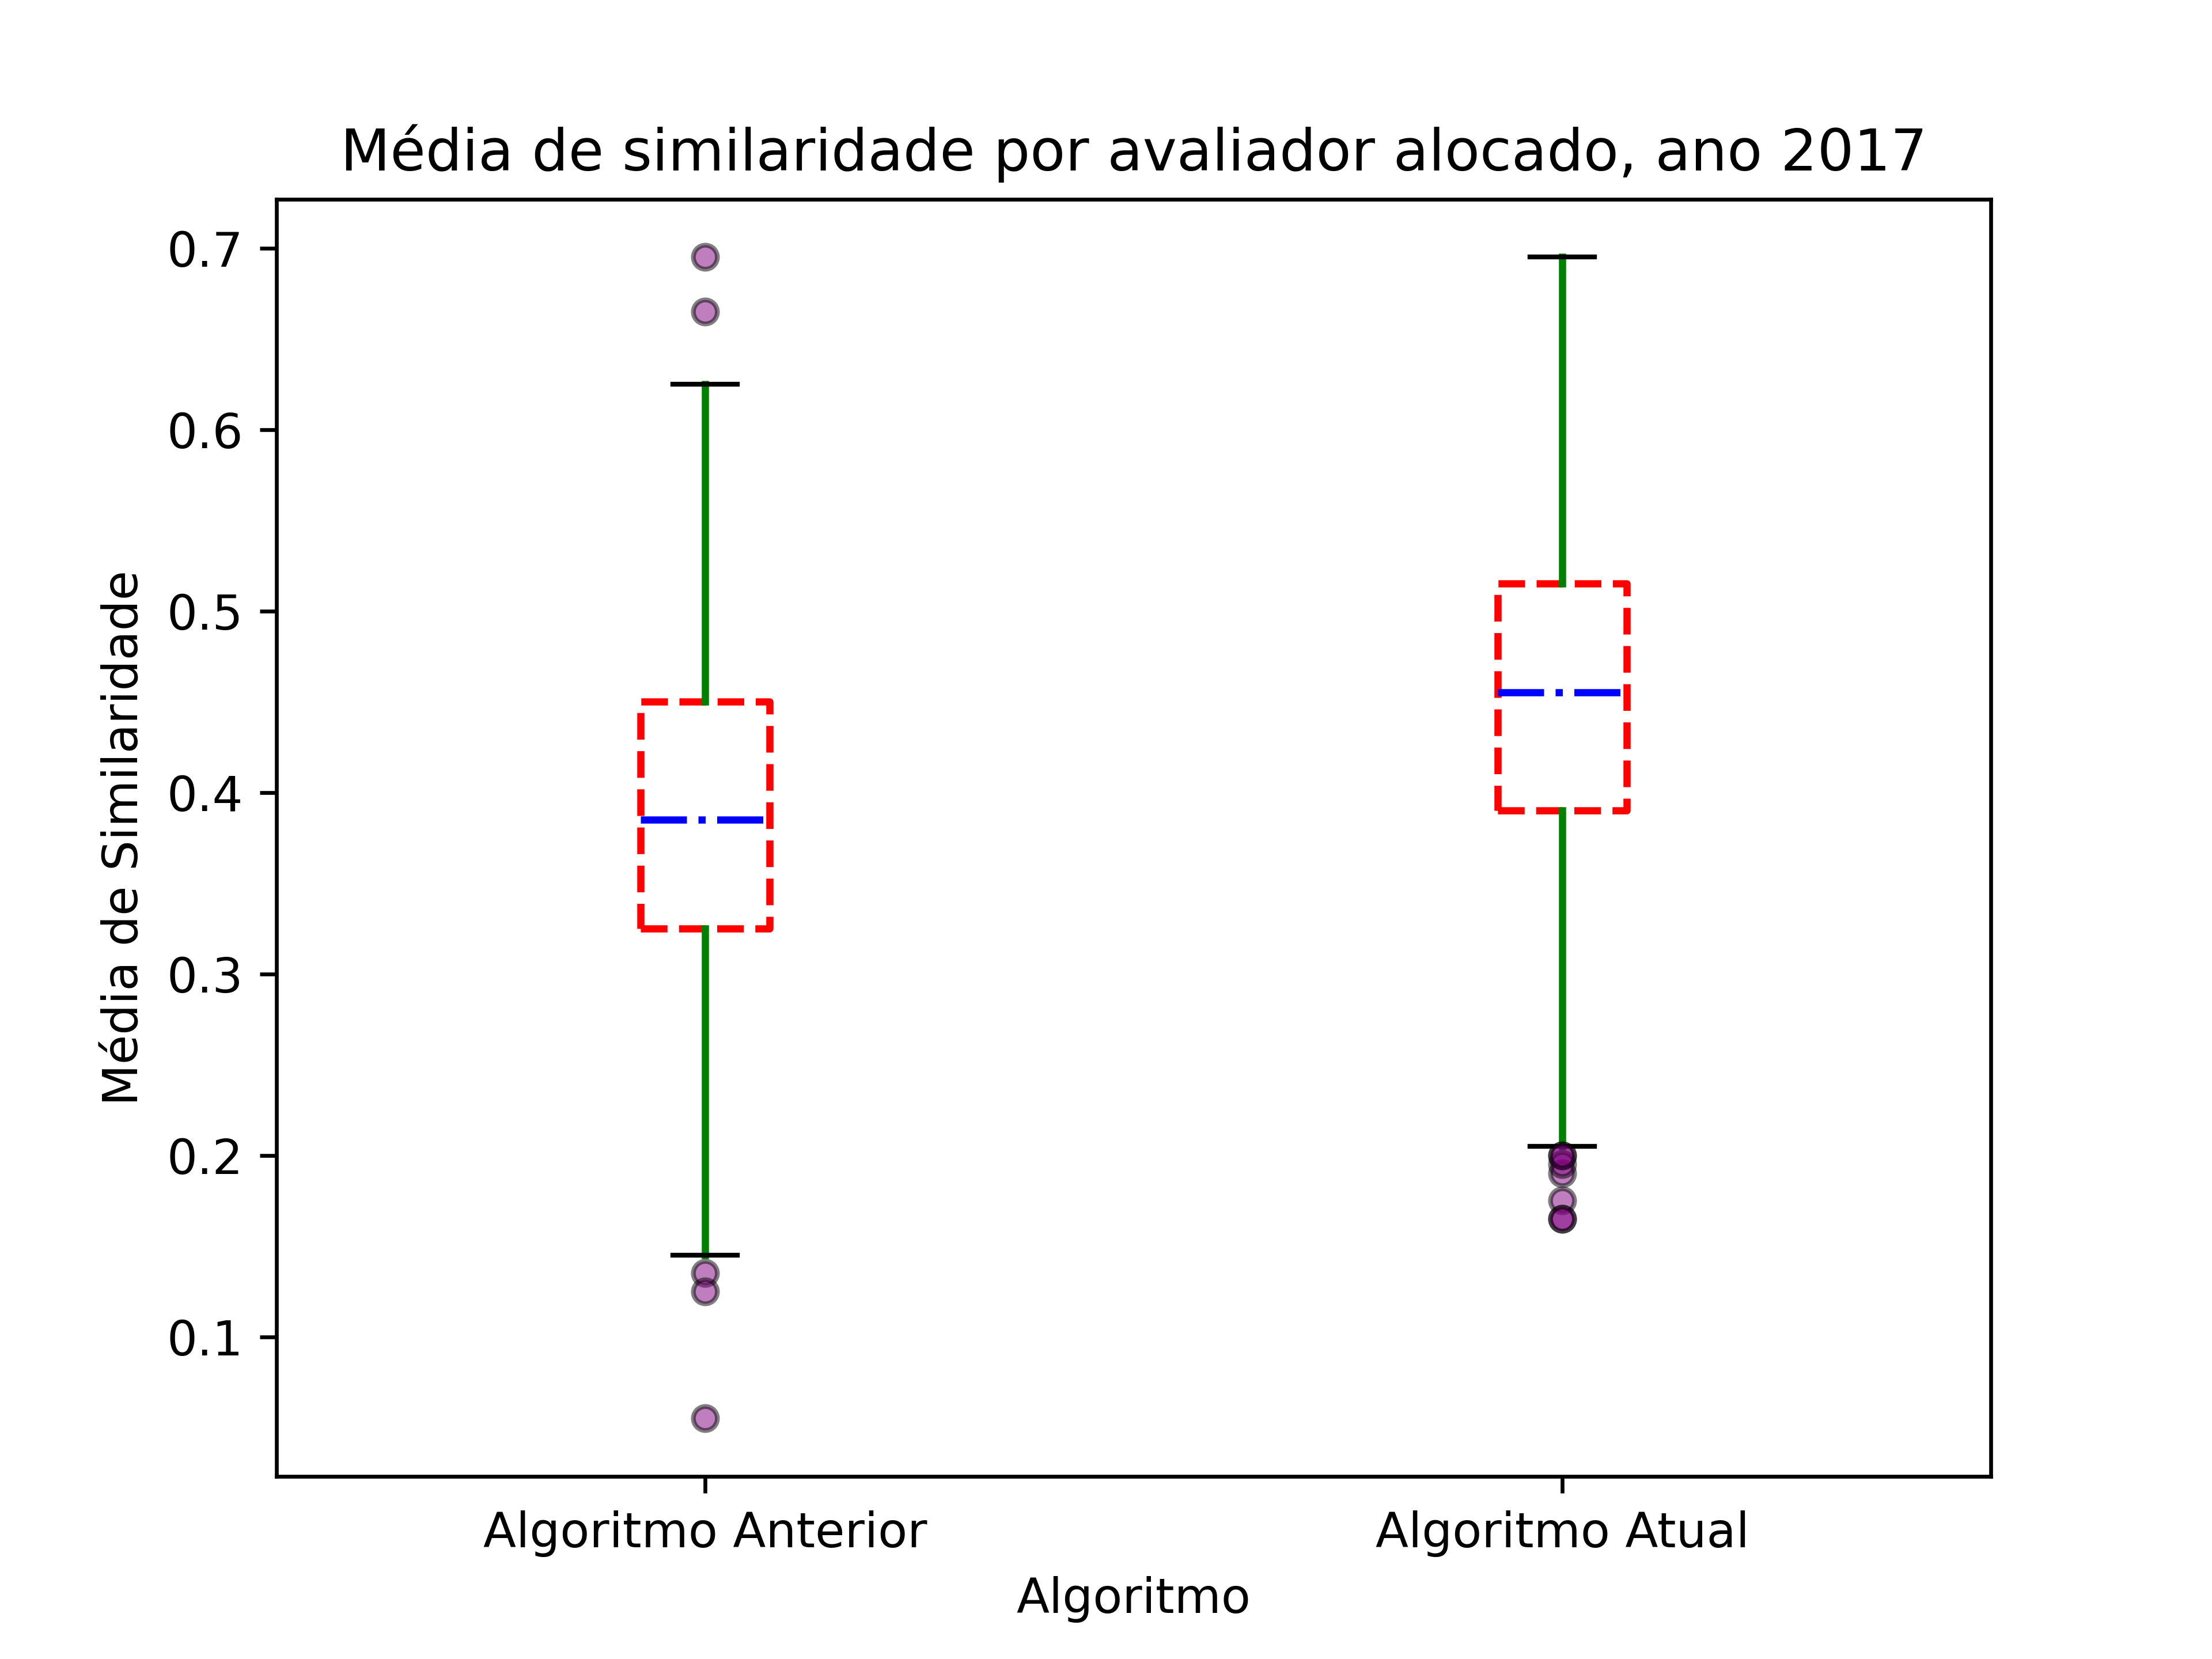 Média de similaridade por avaliador alocado, ano 2017
0.7
0.6
0.5
0.4
0.3
0.2
0.1
Média de Similaridade
Algoritmo Anterior
Algoritmo Atual
Algoritmo